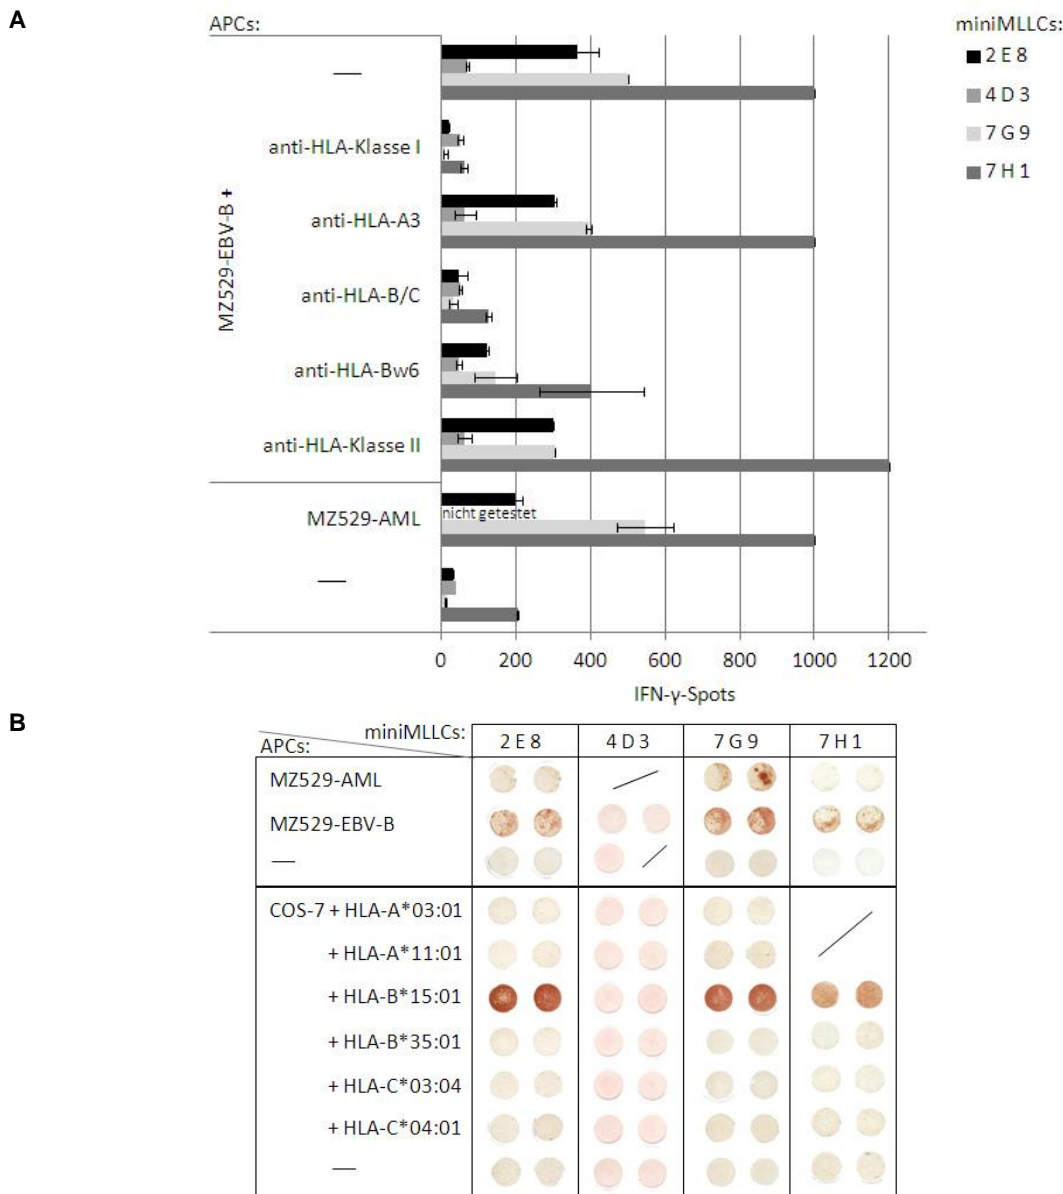 A
APCs:
miniMLLCs:
2 E 8
4 D 3
7 G 9
7 H 1
MZ529-EBV-B +
—
anti-HLA-Klasse I
anti-HLA-A3
anti-HLA-B/C
anti-HLA-Bw6
anti-HLA-Klasse II
MZ529-AML
nicht getestet
—
0 200 400 600 800 1000 1200
IFN-γ-Spots
B
miniMLLCs:
APCs:
2 E 8 4 D 3 7 G 9 7 H 1
MZ529-AML
MZ529-EBV-B
—
COS-7 + HLA-A*03:01
+ HLA-A*11:01
+ HLA-B*15:01
+ HLA-B*35:01
+ HLA-C*03:04
+ HLA-C*04:01
—